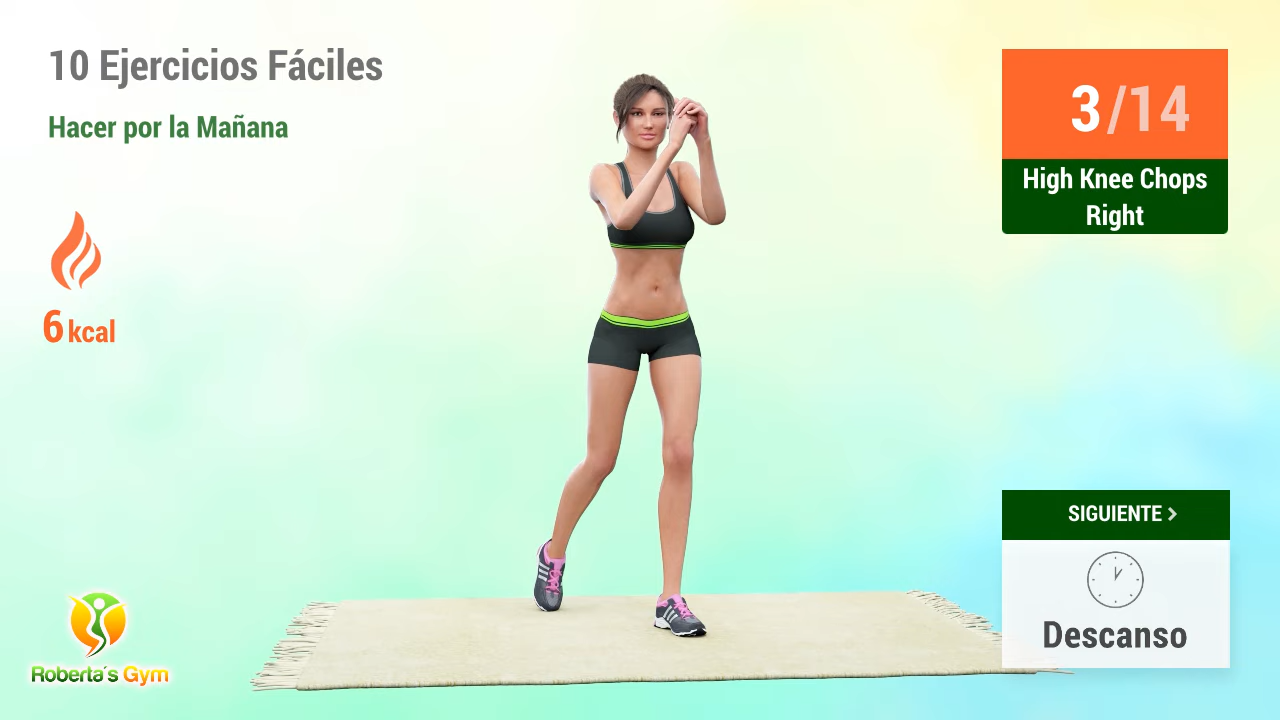 10 Ejercicios Fáciles
Hacer por la Mañana
6 kcal
3/14
High Knee Chops
Right
SIGUIENTE >
Descanso
Roberta´s Gym